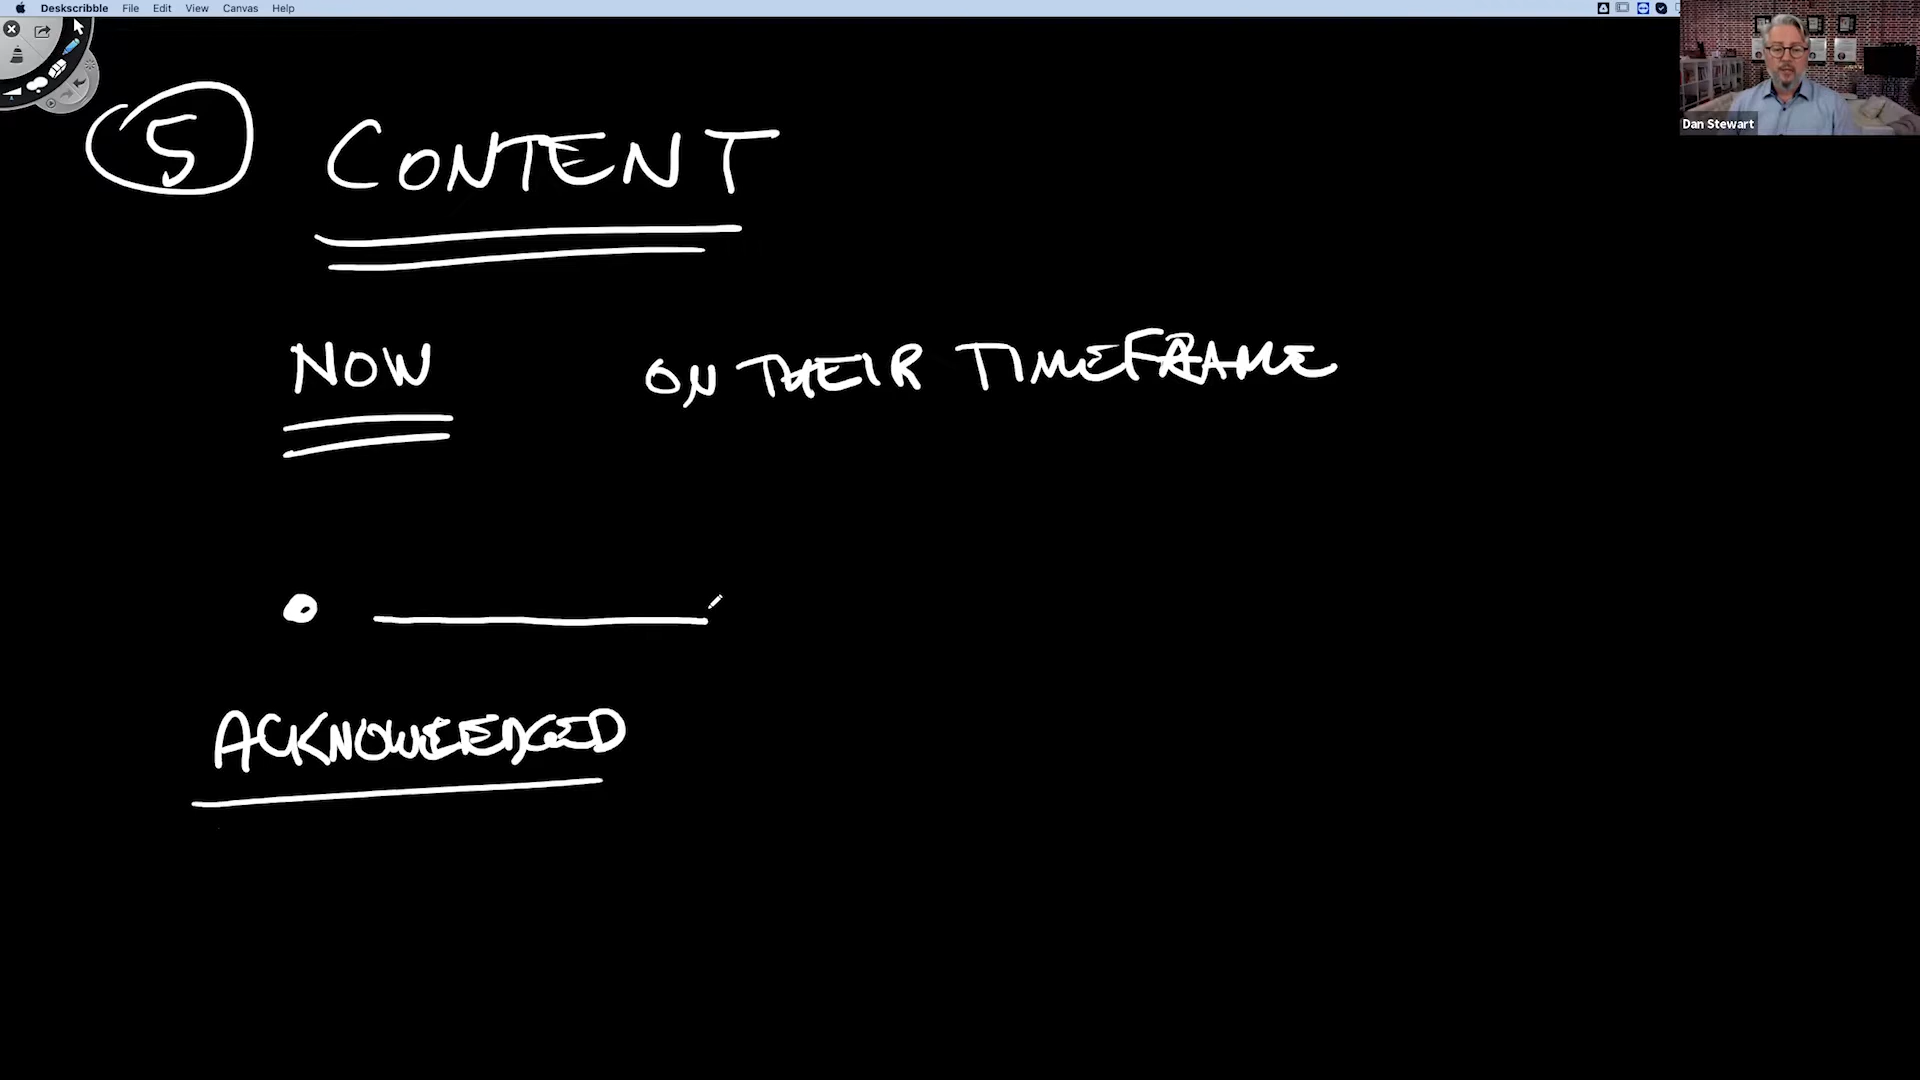 Deskscribble File Edit View Canvas Help
Dan Stewart
5 CONTENT
NOW ON THEIR TIMEFRAME
ACKNOWLEDGED